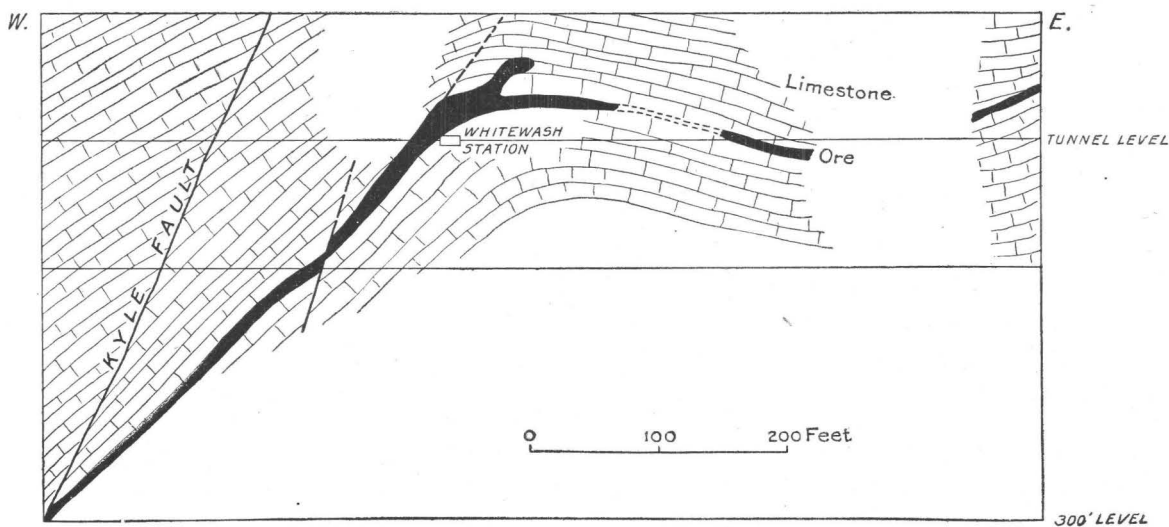 W.
E.
Limestone.
WHITEWASH
STATION
TUNNEL LEVEL
Ore
KYLE FAULT
0 100 200 Feet
300' LEVEL